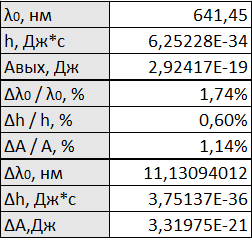 λ₀, нм 641,45
h, Дж*с 6,25228E-34
Aвых, Дж 2,92417E-19
Δλ₀ / λ₀, % 1,74%
Δh / h, % 0,60%
ΔA / A, % 1,14%
Δλ₀, нм 11,13094012
Δh, Дж*с 3,75137E-36
ΔA,Дж 3,31975E-21